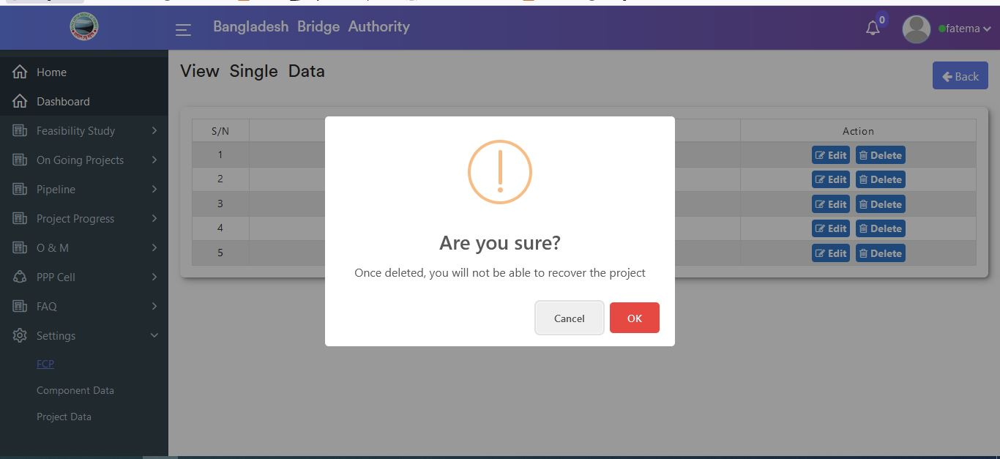 Bangladesh Bridge Authority
0
fatema
Home
Dashboard
Feasibility Study
On Going Projects
Pipeline
Project Progress
O & M
PPP Cell
FAQ
Settings
FCP
Component Data
Project Data
View Single Data
Back
S/N Action
1 Edit Delete
2 Edit Delete
3 Edit Delete
4 Edit Delete
5 Edit Delete
Are you sure?
Once deleted, you will not be able to recover the project
Cancel OK